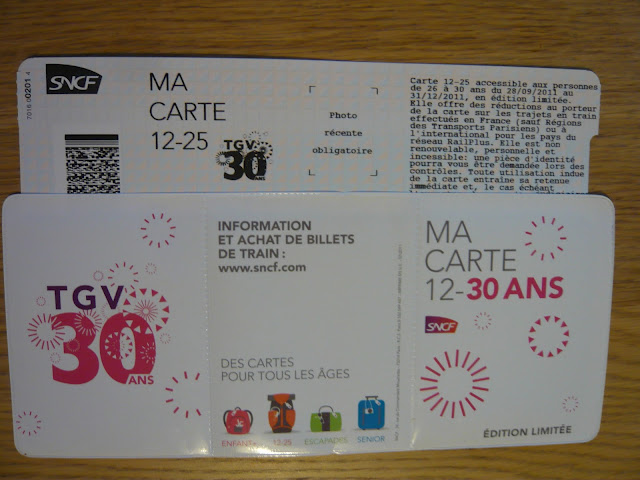 SNCF
7016.60201 4
MA
CARTE
12-25
TGV
30
ANS
Photo
récente
obligatoire
Carte 12-25 accessible aux personnes
de 26 à 30 ans du 28/09/2011 au
31/12/2011, en édition limitée.
Elle offre des réductions au porteur
de la carte sur les trajets en train
effectués en France (sauf Régions
des Transports Parisiens) ou à
l'international pour les pays du
réseau RailPlus. Elle est non
renouvelable, personnelle et
incessible: une pièce d'identité
pourra vous être demandée lors des
contrôles. Toute utilisation indue
de la carte entraîne sa retenue
immédiate et, le cas échéant
TGV
30
ANS
INFORMATION
ET ACHAT DE BILLETS
DE TRAIN :
www.sncf.com
DES CARTES
POUR TOUS LES ÂGES
ENFANT+
12-25
ESCAPADES
SENIOR
MA
CARTE
12-30 ANS
SNCF
ÉDITION LIMITÉE